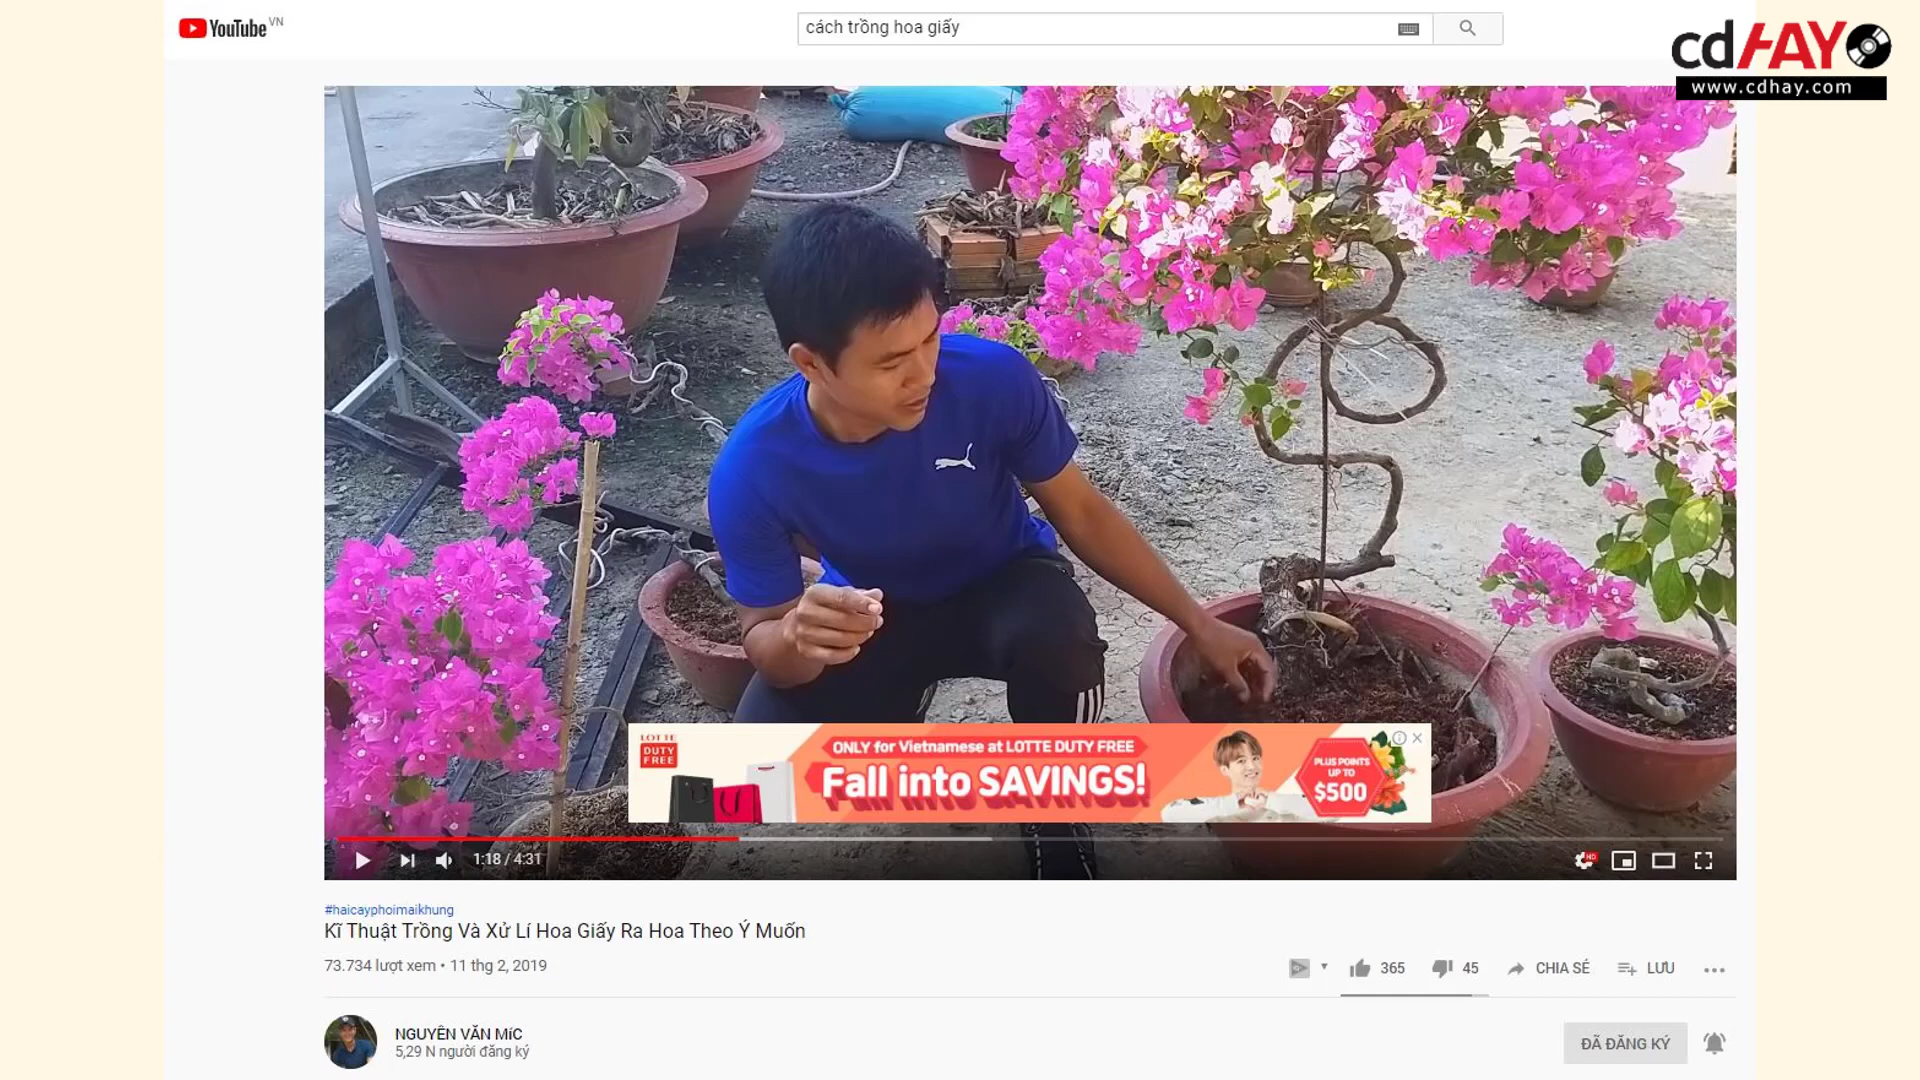 YouTube VN
cách trồng hoa giấy
cdHAY
www.cdhay.com
LOTTE
DUTY
FREE
ONLY for Vietnamese at LOTTE DUTY FREE
Fall into SAVINGS!
PLUS POINTS
UP TO
$500
1:18 / 4:31
HD
#haicayphoimaikhung
Kĩ Thuật Trồng Và Xử Lí Hoa Giấy Ra Hoa Theo Ý Muốn
73.734 lượt xem • 11 thg 2, 2019
365
45
CHIA SẺ
LƯU
NGUYÊN VĂN MíC
5,29 N người đăng ký
ĐÃ ĐĂNG KÝ